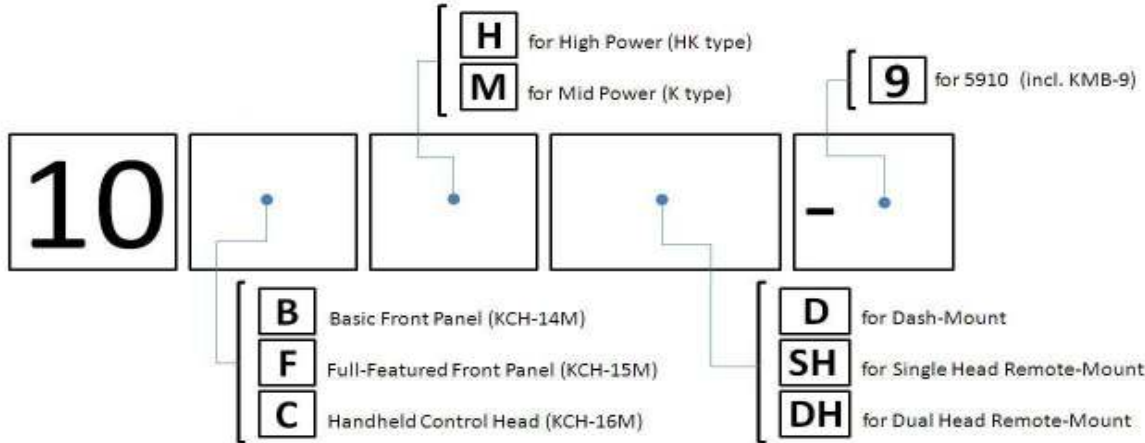 H for High Power (HK type)
M for Mid Power (K type)
9 for 5910 (incl. KMB-9)
10 –
B Basic Front Panel (KCH-14M)
F Full-Featured Front Panel (KCH-15M)
C Handheld Control Head (KCH-16M)
D for Dash-Mount
SH for Single Head Remote-Mount
DH for Dual Head Remote-Mount